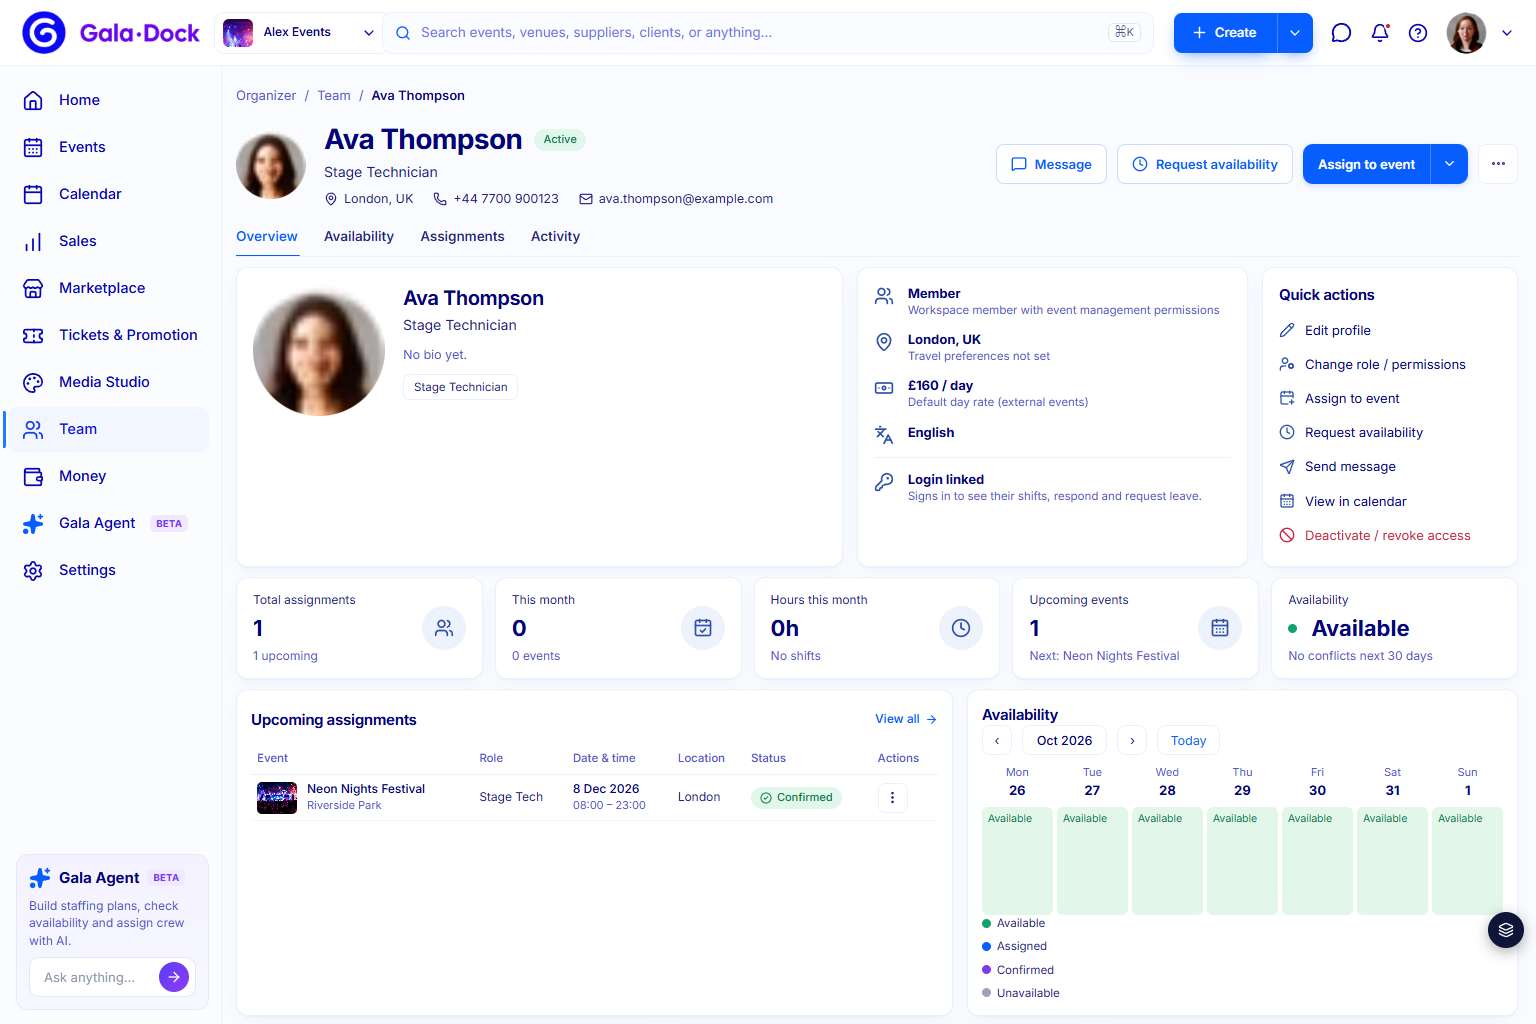 Gala·Dock
Alex Events
Search events, venues, suppliers, clients, or anything...
⌘K
Create
Home
Events
Calendar
Sales
Marketplace
Tickets & Promotion
Media Studio
Team
Money
Gala Agent BETA
Settings
Gala Agent BETA
Build staffing plans, check
availability and assign crew
with AI.
Ask anything...
Organizer / Team / Ava Thompson
Ava Thompson Active
Stage Technician
London, UK +44 7700 900123 ava.thompson@example.com
Message
Request availability
Assign to event
Overview Availability Assignments Activity
Ava Thompson
Stage Technician
No bio yet.
Stage Technician
Member
Workspace member with event management permissions
London, UK
Travel preferences not set
£160 / day
Default day rate (external events)
English
Login linked
Signs in to see their shifts, respond and request leave.
Quick actions
Edit profile
Change role / permissions
Assign to event
Request availability
Send message
View in calendar
Deactivate / revoke access
Total assignments
1
1 upcoming
This month
0
0 events
Hours this month
0h
No shifts
Upcoming events
1
Next: Neon Nights Festival
Availability
Available
No conflicts next 30 days
Upcoming assignments
View all
Event Role Date & time Location Status Actions
Neon Nights Festival
Riverside Park
Stage Tech
8 Dec 2026
08:00 – 23:00
London
Confirmed
Availability
‹ Oct 2026 › Today
Mon Tue Wed Thu Fri Sat Sun
26 27 28 29 30 31 1
Available Available Available Available Available Available Available
Available
Assigned
Confirmed
Unavailable